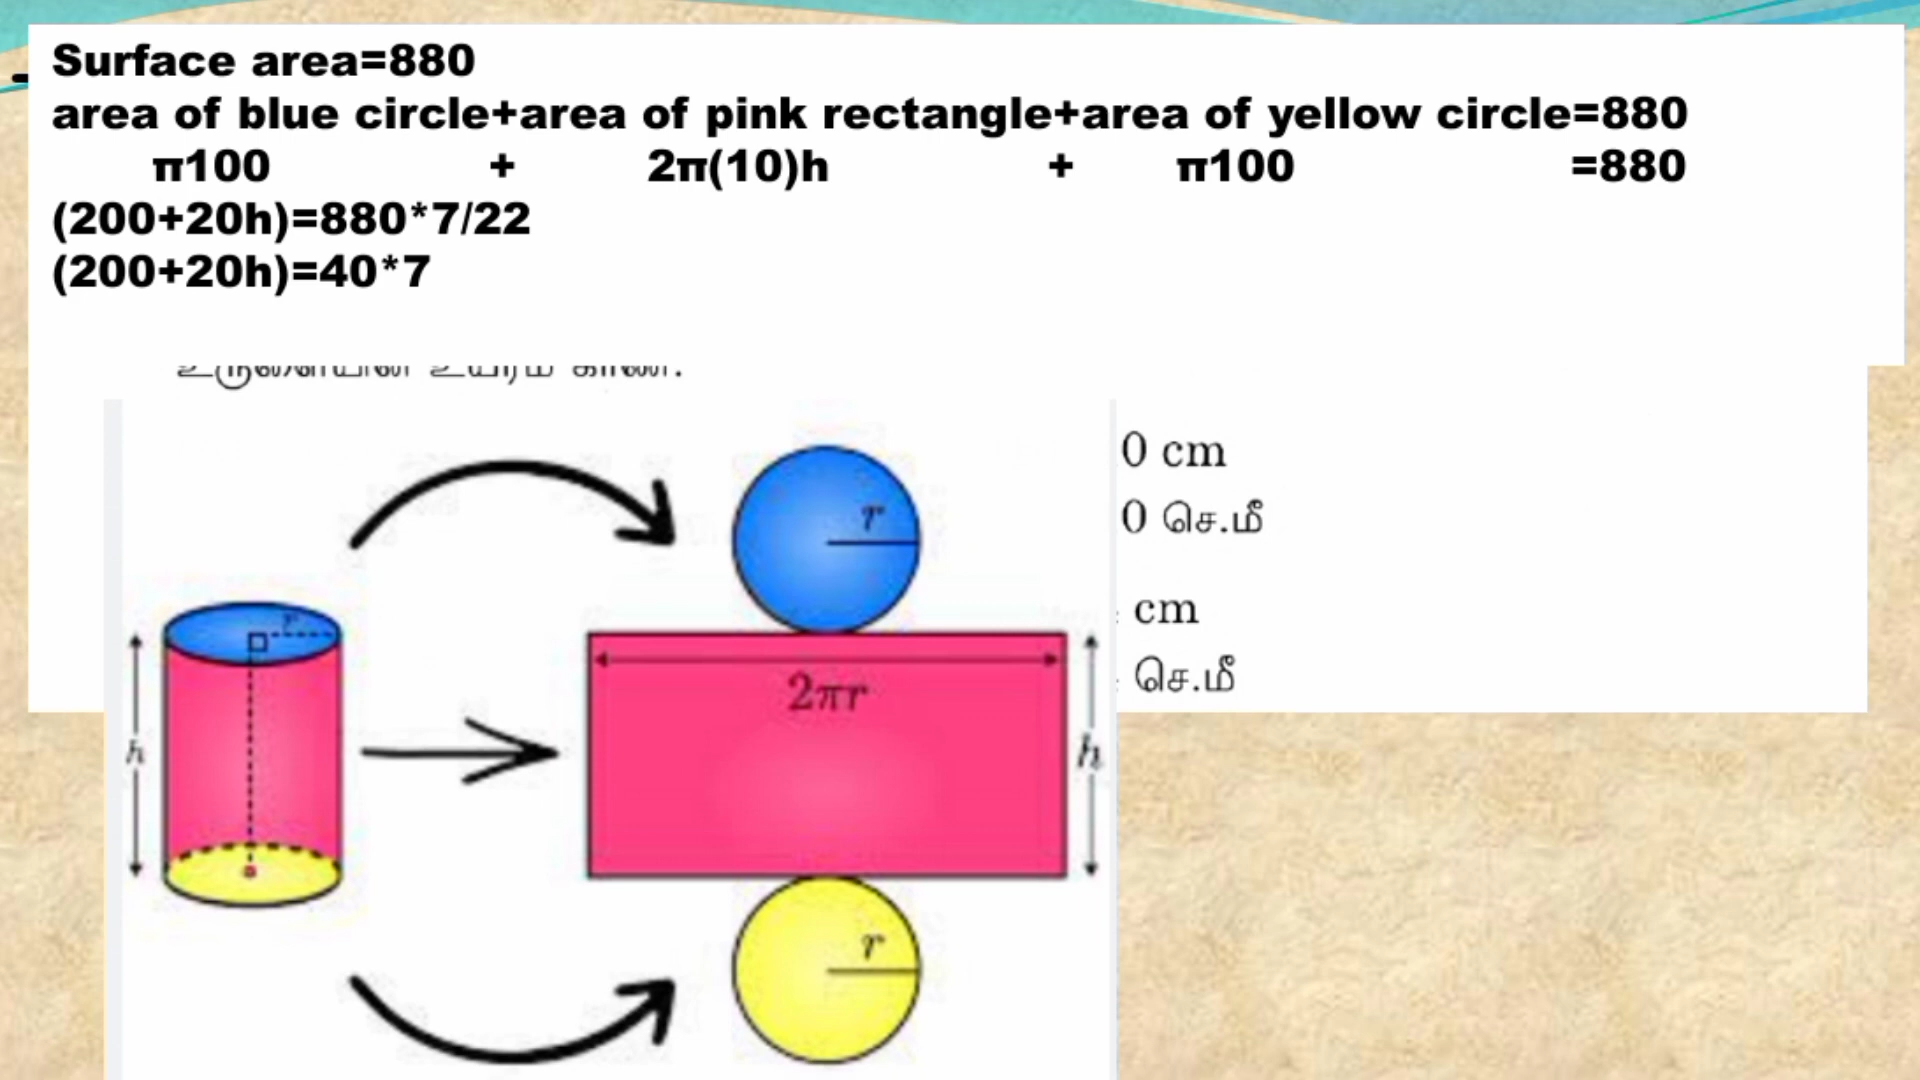 Surface area=880
area of blue circle+area of pink rectangle+area of yellow circle=880
π100 + 2π(10)h + π100 =880
(200+20h)=880*7/22
(200+20h)=40*7
0 cm
0 செ.மீ
cm
செ.மீ
r
r
h
2πr
h
r